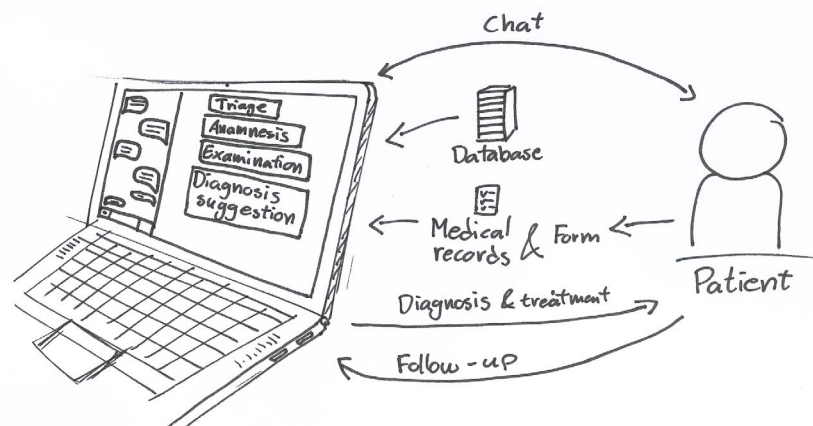 Chat
Triage
Anamnesis
Examination
Diagnosis
suggestion
Database
Medical
records & Form
Patient
Diagnosis & treatment
Follow-up